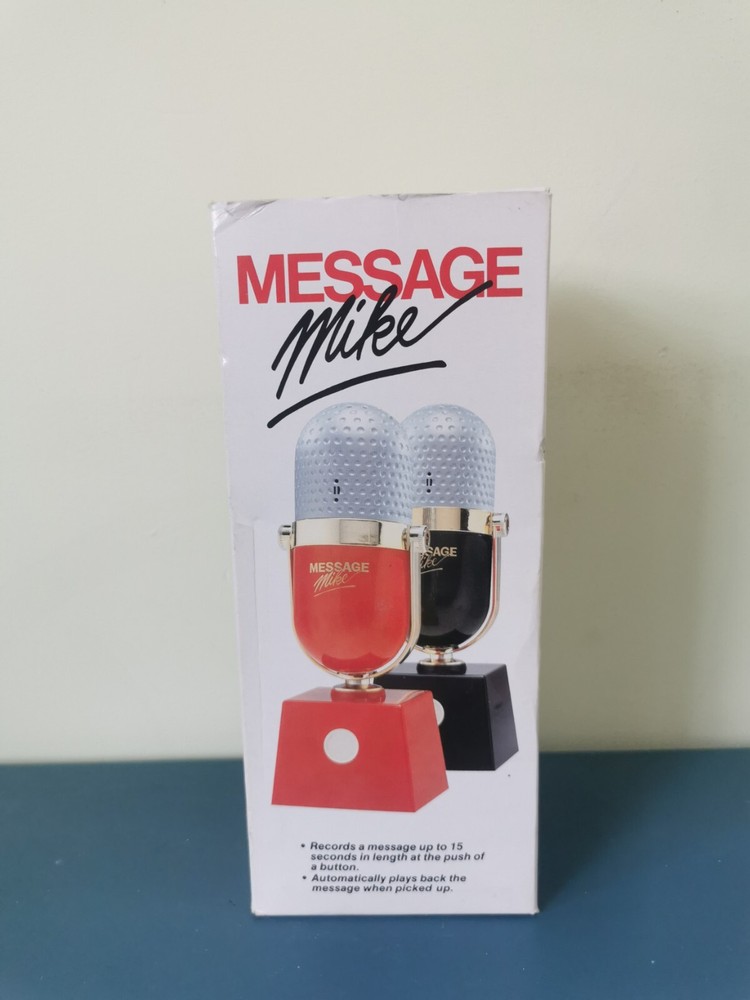 MESSAGE
Mike
MESSAGE
Mike
• Records a message up to 15
seconds in length at the push of
a button.
• Automatically plays back the
message when picked up.